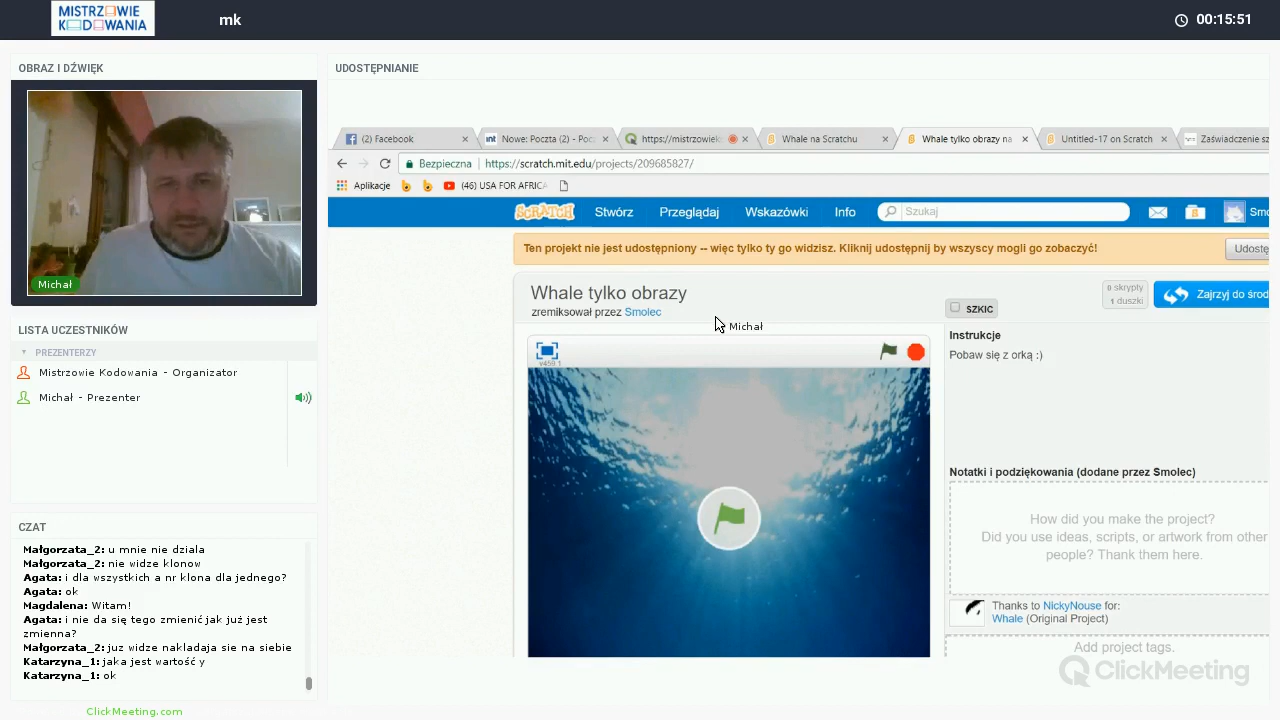 MISTRZOWIE
KODOWANIA
mk
00:15:51
OBRAZ I DŹWIĘK
Michał
LISTA UCZESTNIKÓW
PREZENTERZY
Mistrzowie Kodowania - Organizator
Michał - Prezenter
CZAT
Małgorzata_2: u mnie nie dziala
Małgorzata_2: nie widze klonow
Agata: i dla wszystkich a nr klona dla jednego?
Agata: ok
Magdalena: Witam!
Agata: i nie da się tego zmienić jak już jest
zmienna?
Małgorzata_2: juz widze nakladaja sie na siebie
Katarzyna_1: jaka jest wartość y
Katarzyna_1: ok
ClickMeeting.com
UDOSTĘPNIANIE
(2) Facebook
Nowe: Poczta (2) - Poc
https://mistrzowiek
Whale na Scratchu
Whale tylko obrazy na
Untitled-17 on Scratch
Zaświadczenie sz
Bezpieczna
https://scratch.mit.edu/projects/209685827/
Aplikacje
(46) USA FOR AFRICA
SCRATCH
Stwórz
Przeglądaj
Wskazówki
Info
Szukaj
Smo
Ten projekt nie jest udostępniony -- więc tylko ty go widzisz. Kliknij udostępnij by wszyscy mogli go zobaczyć!
Udostę
Whale tylko obrazy
zremiksował przez Smolec
Michał
SZKIC
0 skrypty
1 duszki
Zajrzyj do środ
v459.1
Instrukcje
Pobaw się z orką :)
Notatki i podziękowania (dodane przez Smolec)
How did you make the project?
Did you use ideas, scripts, or artwork from other
people? Thank them here.
Thanks to NickyNouse for:
Whale (Original Project)
Add project tags.
ClickMeeting